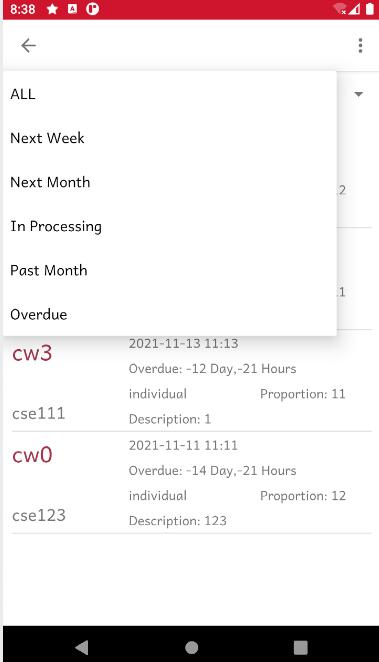 8:38
ALL
Next Week
Next Month
In Processing
Past Month
Overdue
2
1
cw3
2021-11-13 11:13
Overdue: -12 Day,-21 Hours
individual Proportion: 11
cse111
Description: 1
cw0
2021-11-11 11:11
Overdue: -14 Day,-21 Hours
individual Proportion: 12
cse123
Description: 123